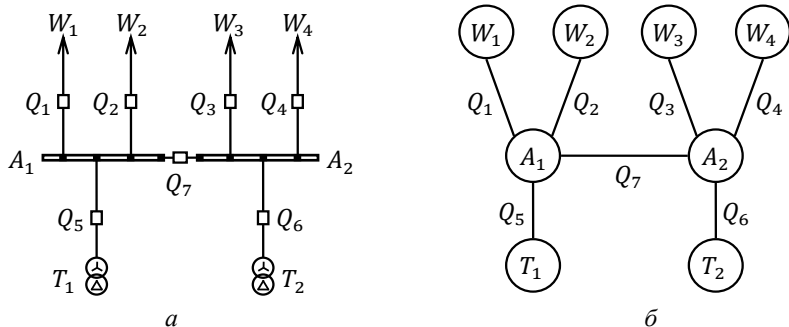 W₁ W₂ W₃ W₄
Q₁ Q₂ Q₃ Q₄
A₁ A₂
Q₇
Q₅ Q₆
T₁ T₂
а
W₁ W₂ W₃ W₄
Q₁ Q₂ Q₃ Q₄
A₁ A₂
Q₇
Q₅ Q₆
T₁ T₂
б